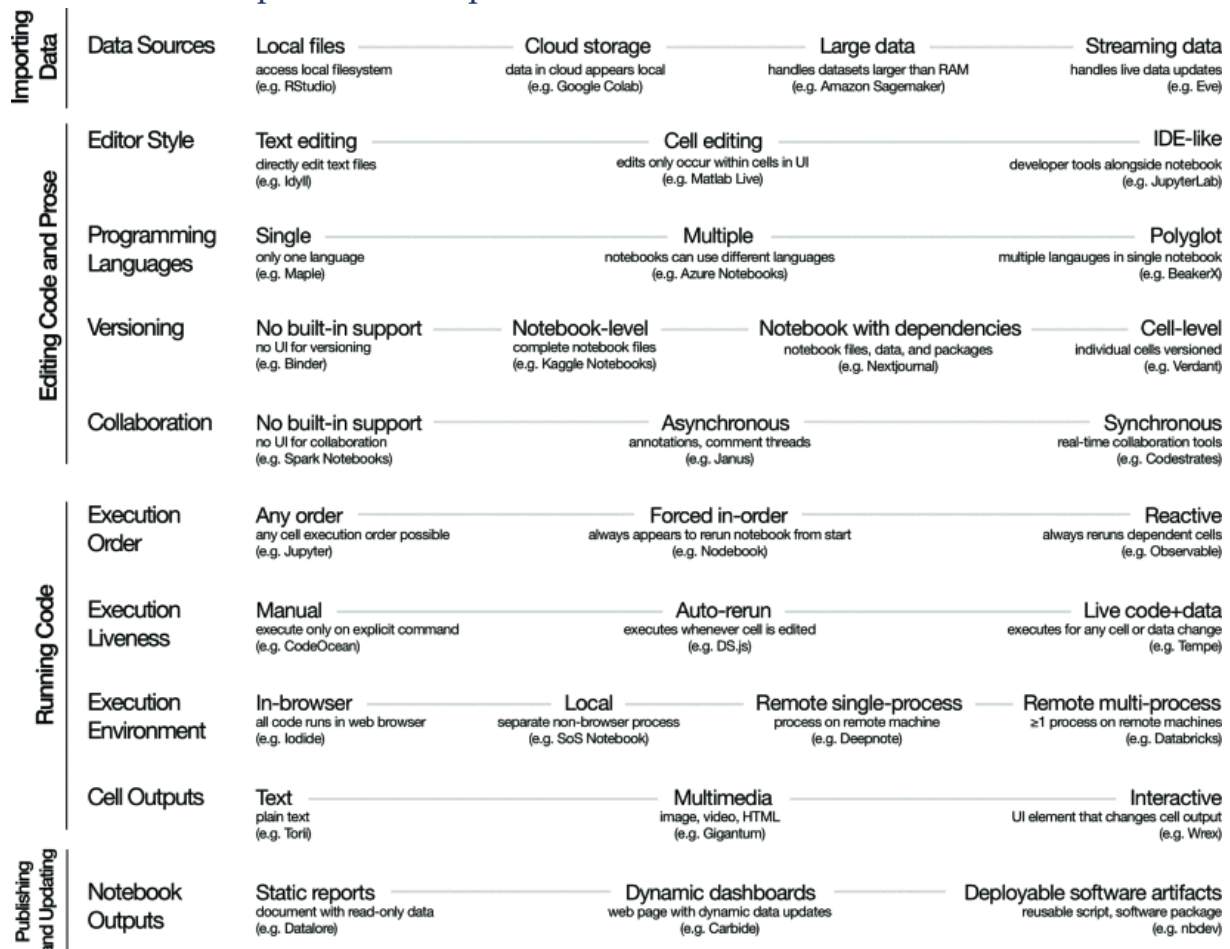 Importing
Data
Data Sources
Local files
access local filesystem
(e.g. RStudio)
Cloud storage
data in cloud appears local
(e.g. Google Colab)
Large data
handles datasets larger than RAM
(e.g. Amazon Sagemaker)
Streaming data
handles live data updates
(e.g. Eve)
Editing Code and Prose
Editor Style
Text editing
directly edit text files
(e.g. Idyll)
Cell editing
edits only occur within cells in UI
(e.g. Matlab Live)
IDE-like
developer tools alongside notebook
(e.g. JupyterLab)
Programming
Languages
Single
only one language
(e.g. Maple)
Multiple
notebooks can use different languages
(e.g. Azure Notebooks)
Polyglot
multiple langauges in single notebook
(e.g. BeakerX)
Versioning
No built-in support
no UI for versioning
(e.g. Binder)
Notebook-level
complete notebook files
(e.g. Kaggle Notebooks)
Notebook with dependencies
notebook files, data, and packages
(e.g. Nextjournal)
Cell-level
individual cells versioned
(e.g. Verdant)
Collaboration
No built-in support
no UI for collaboration
(e.g. Spark Notebooks)
Asynchronous
annotations, comment threads
(e.g. Janus)
Synchronous
real-time collaboration tools
(e.g. Codestrates)
Running Code
Execution
Order
Any order
any cell execution order possible
(e.g. Jupyter)
Forced in-order
always appears to rerun notebook from start
(e.g. Nodebook)
Reactive
always reruns dependent cells
(e.g. Observable)
Execution
Liveness
Manual
execute only on explicit command
(e.g. CodeOcean)
Auto-rerun
executes whenever cell is edited
(e.g. DS.js)
Live code+data
executes for any cell or data change
(e.g. Tempe)
Execution
Environment
In-browser
all code runs in web browser
(e.g. Iodide)
Local
separate non-browser process
(e.g. SoS Notebook)
Remote single-process
process on remote machine
(e.g. Deepnote)
Remote multi-process
≥1 process on remote machines
(e.g. Databricks)
Cell Outputs
Text
plain text
(e.g. Torii)
Multimedia
image, video, HTML
(e.g. Gigantum)
Interactive
UI element that changes cell output
(e.g. Wrex)
Publishing
and Updating
Notebook
Outputs
Static reports
document with read-only data
(e.g. Datalore)
Dynamic dashboards
web page with dynamic data updates
(e.g. Carbide)
Deployable software artifacts
reusable script, software package
(e.g. nbdev)